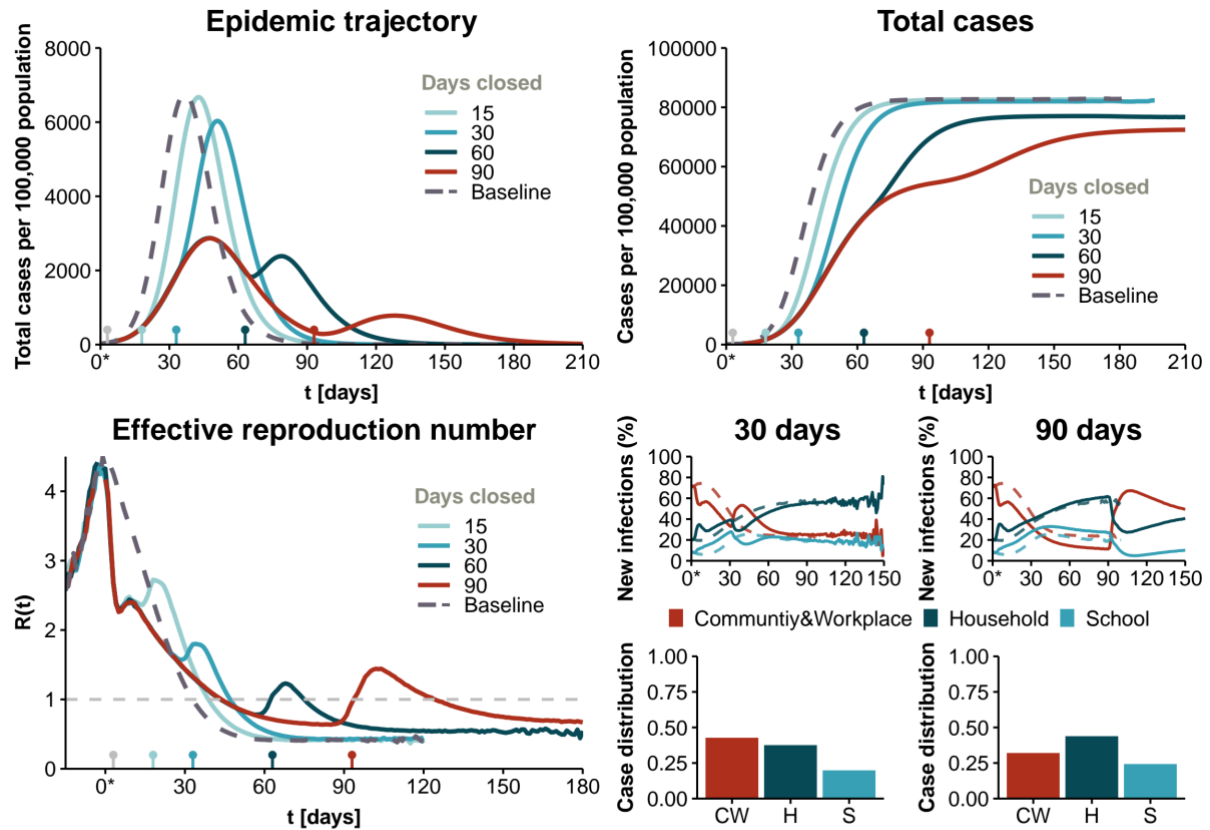 Epidemic trajectory
Total cases per 100,000 population
8000
6000
4000
2000
0
Days closed
15
30
60
90
Baseline
0* 30 60 90 120 150 180 210
t [days]
Total cases
Cases per 100,000 population
100000
80000
60000
40000
20000
0
Days closed
15
30
60
90
Baseline
0* 30 60 90 120 150 180 210
t [days]
Effective reproduction number
R(t)
4
3
2
1
0
Days closed
15
30
60
90
Baseline
0* 30 60 90 120 150 180
t [days]
30 days
New infections (%)
100
80
60
40
20
0
0* 30 60 90 120 150
90 days
New infections (%)
100
80
60
40
20
0
0* 30 60 90 120 150
Communtiy&Workplace Household School
Case distribution
1.00
0.75
0.50
0.25
0.00
CW H S
Case distribution
1.00
0.75
0.50
0.25
0.00
CW H S